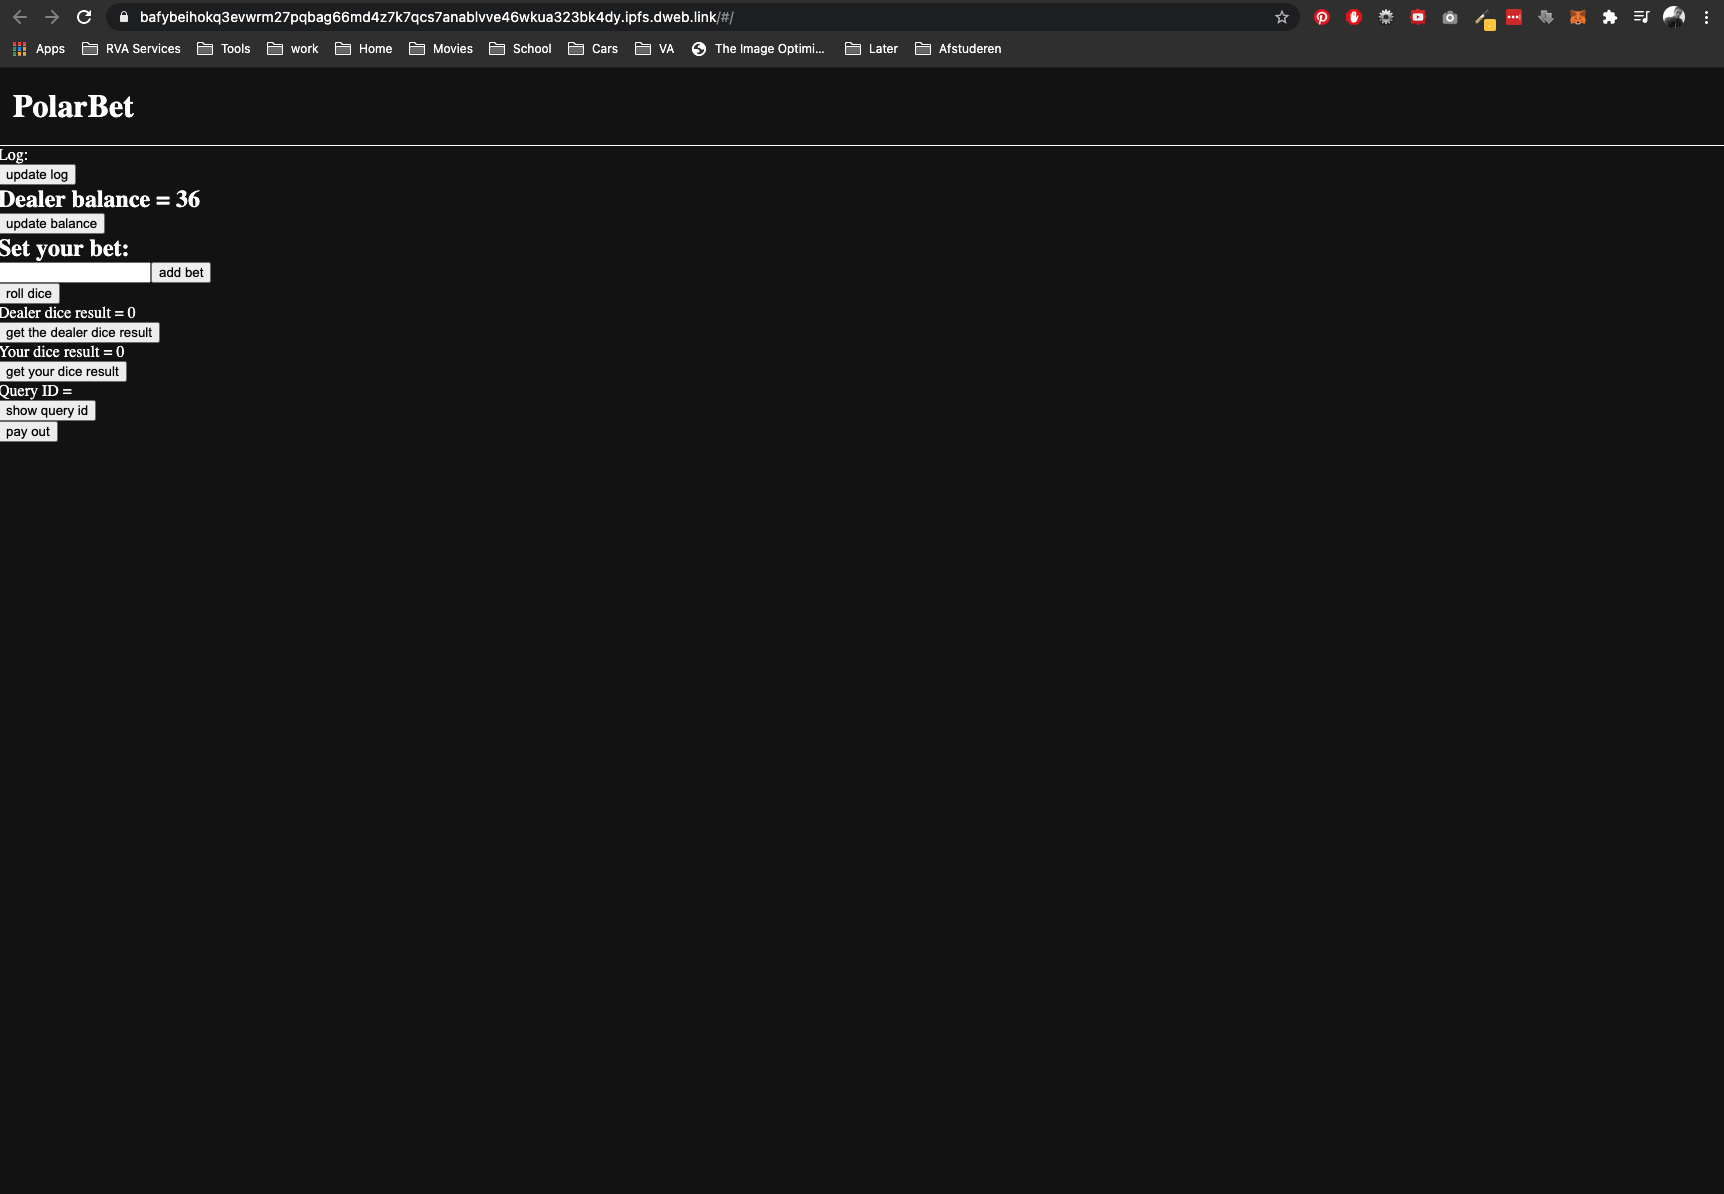 bafybeihokq3evwrm27pqbag66md4z7k7qcs7anablvve46wkua323bk4dy.ipfs.dweb.link/#/
Apps RVA Services Tools work Home Movies School Cars VA The Image Optimi... Later Afstuderen
PolarBet
Log:
update log
Dealer balance = 36
update balance
Set your bet:
add bet
roll dice
Dealer dice result = 0
get the dealer dice result
Your dice result = 0
get your dice result
Query ID =
show query id
pay out